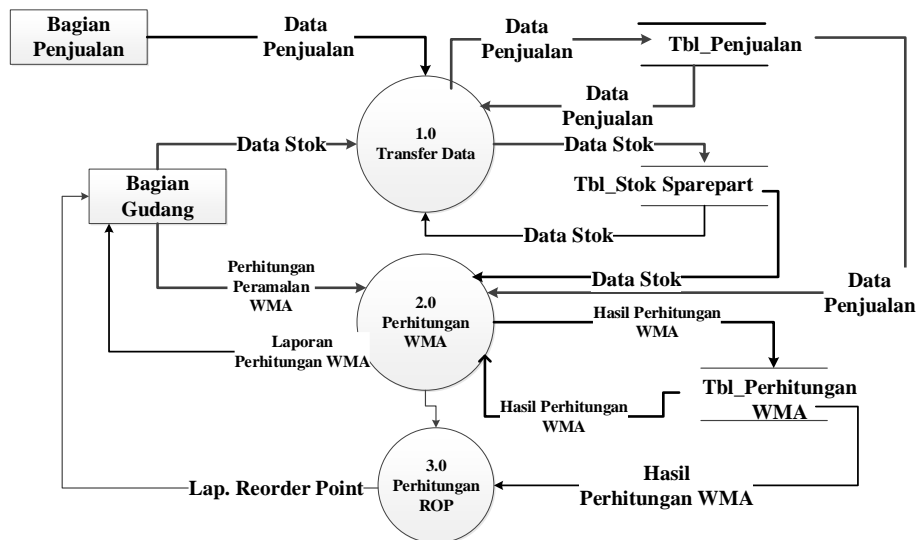 Bagian
Penjualan
Data
Penjualan
Data
Penjualan
Tbl_Penjualan
Data
Penjualan
1.0
Transfer Data
Data Stok
Data Stok
Bagian
Gudang
Tbl_Stok Sparepart
Data Stok
Perhitungan
Peramalan
WMA
Data Stok
Data
Penjualan
2.0
Perhitungan
WMA
Hasil Perhitungan
WMA
Laporan
Perhitungan WMA
Tbl_Perhitungan
WMA
Hasil Perhitungan
WMA
3.0
Perhitungan
ROP
Lap. Reorder Point
Hasil
Perhitungan WMA